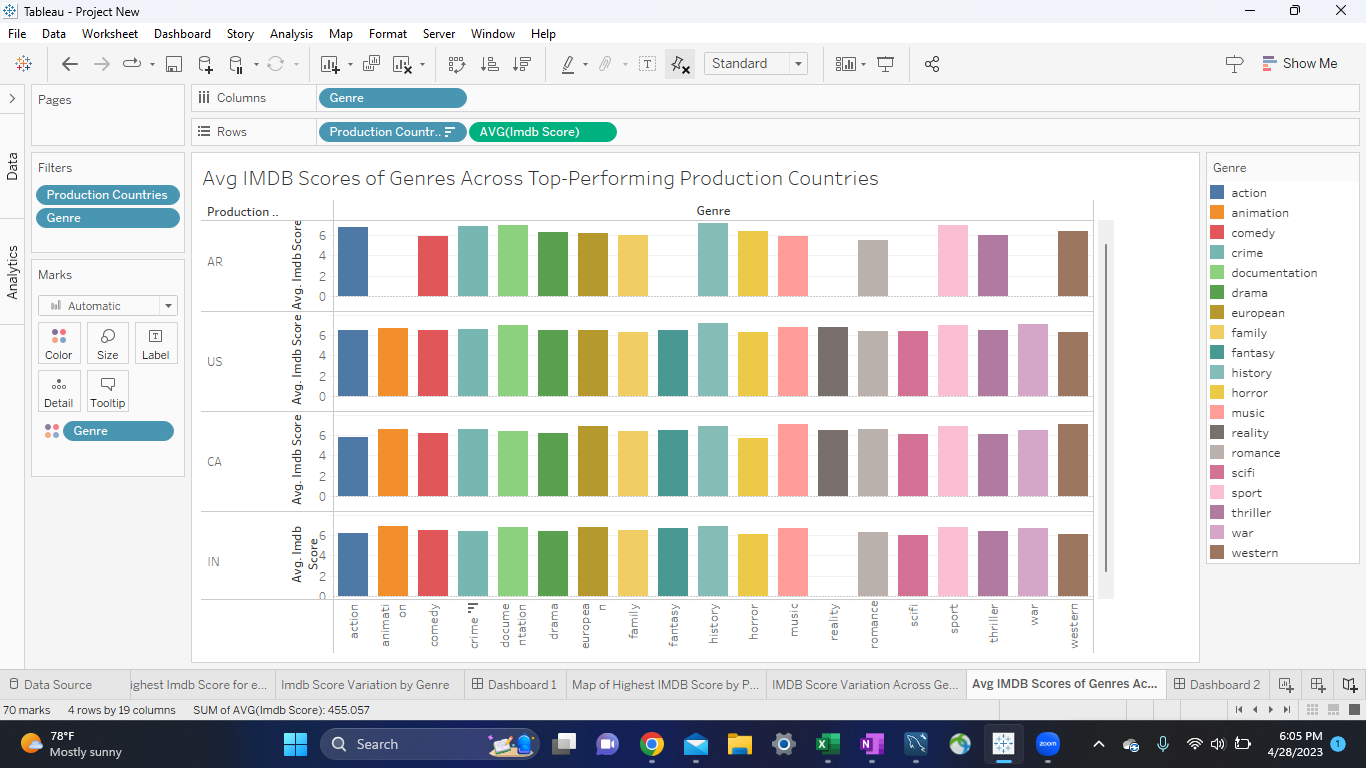 Tableau - Project New
File Data Worksheet Dashboard Story Analysis Map Format Server Window Help
Standard
Show Me
Pages
Columns
Genre
Rows
Production Countr..
AVG(Imdb Score)
Data
Analytics
Filters
Production Countries
Genre
Marks
Automatic
Color Size Label
Detail Tooltip
Genre
Avg IMDB Scores of Genres Across Top-Performing Production Countries
Production ..
Genre
AR
Avg. Imdb Score
6
4
2
0
US
Avg. Imdb Score
6
4
2
0
CA
Avg. Imdb Score
6
4
2
0
IN
Avg. Imdb
Score
6
4
2
0
action
animati
on
comedy
crime
docume
ntation
drama
europea
n
family
fantasy
history
horror
music
reality
romance
scifi
sport
thriller
war
western
Genre
action
animation
comedy
crime
documentation
drama
european
family
fantasy
history
horror
music
reality
romance
scifi
sport
thriller
war
western
Data Source
ighest Imdb Score for e...
Imdb Score Variation by Genre
Dashboard 1
Map of Highest IMDB Score by P...
IMDB Score Variation Across Ge...
Avg IMDB Scores of Genres Ac...
Dashboard 2
70 marks 4 rows by 19 columns SUM of AVG(Imdb Score): 455.057
78°F
Mostly sunny
Search
zoom
6:05 PM
4/28/2023
1